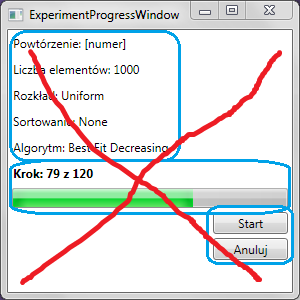 ExperimentProgressWindow
Powtórzenie: [numer]
Liczba elementów: 1000
Rozkład: Uniform
Sortowanie: None
Algorytm: Best Fit Decreasing
Krok: 79 z 120
Start
Anuluj